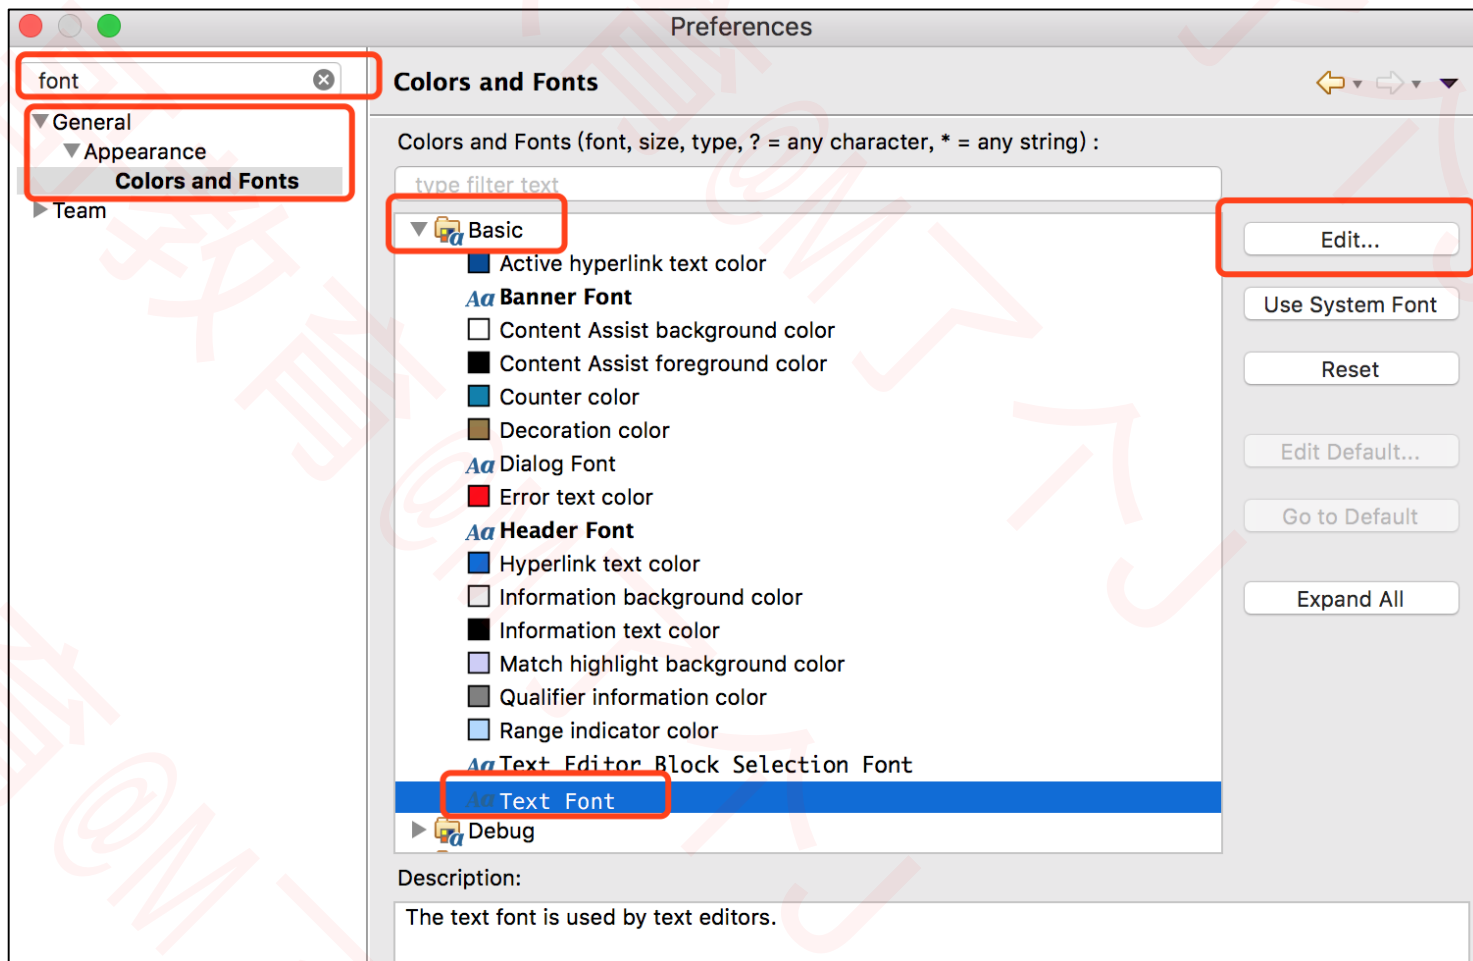 Preferences
font
General
Appearance
Colors and Fonts
Team
Colors and Fonts
Colors and Fonts (font, size, type, ? = any character, * = any string) :
type filter text
Basic
Active hyperlink text color
Aa Banner Font
Content Assist background color
Content Assist foreground color
Counter color
Decoration color
Aa Dialog Font
Error text color
Aa Header Font
Hyperlink text color
Information background color
Information text color
Match highlight background color
Qualifier information color
Range indicator color
Aa Text Editor Block Selection Font
Aa Text Font
Debug
Edit...
Use System Font
Reset
Edit Default...
Go to Default
Expand All
Description:
The text font is used by text editors.